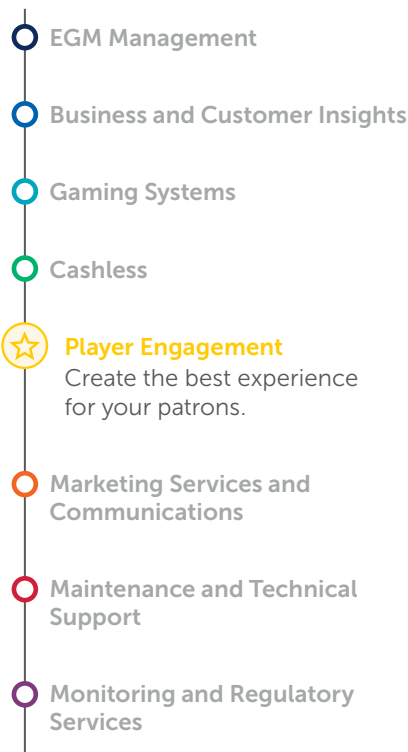 EGM Management
Business and Customer Insights
Gaming Systems
Cashless
Player Engagement
Create the best experience
for your patrons.
Marketing Services and
Communications
Maintenance and Technical
Support
Monitoring and Regulatory
Services